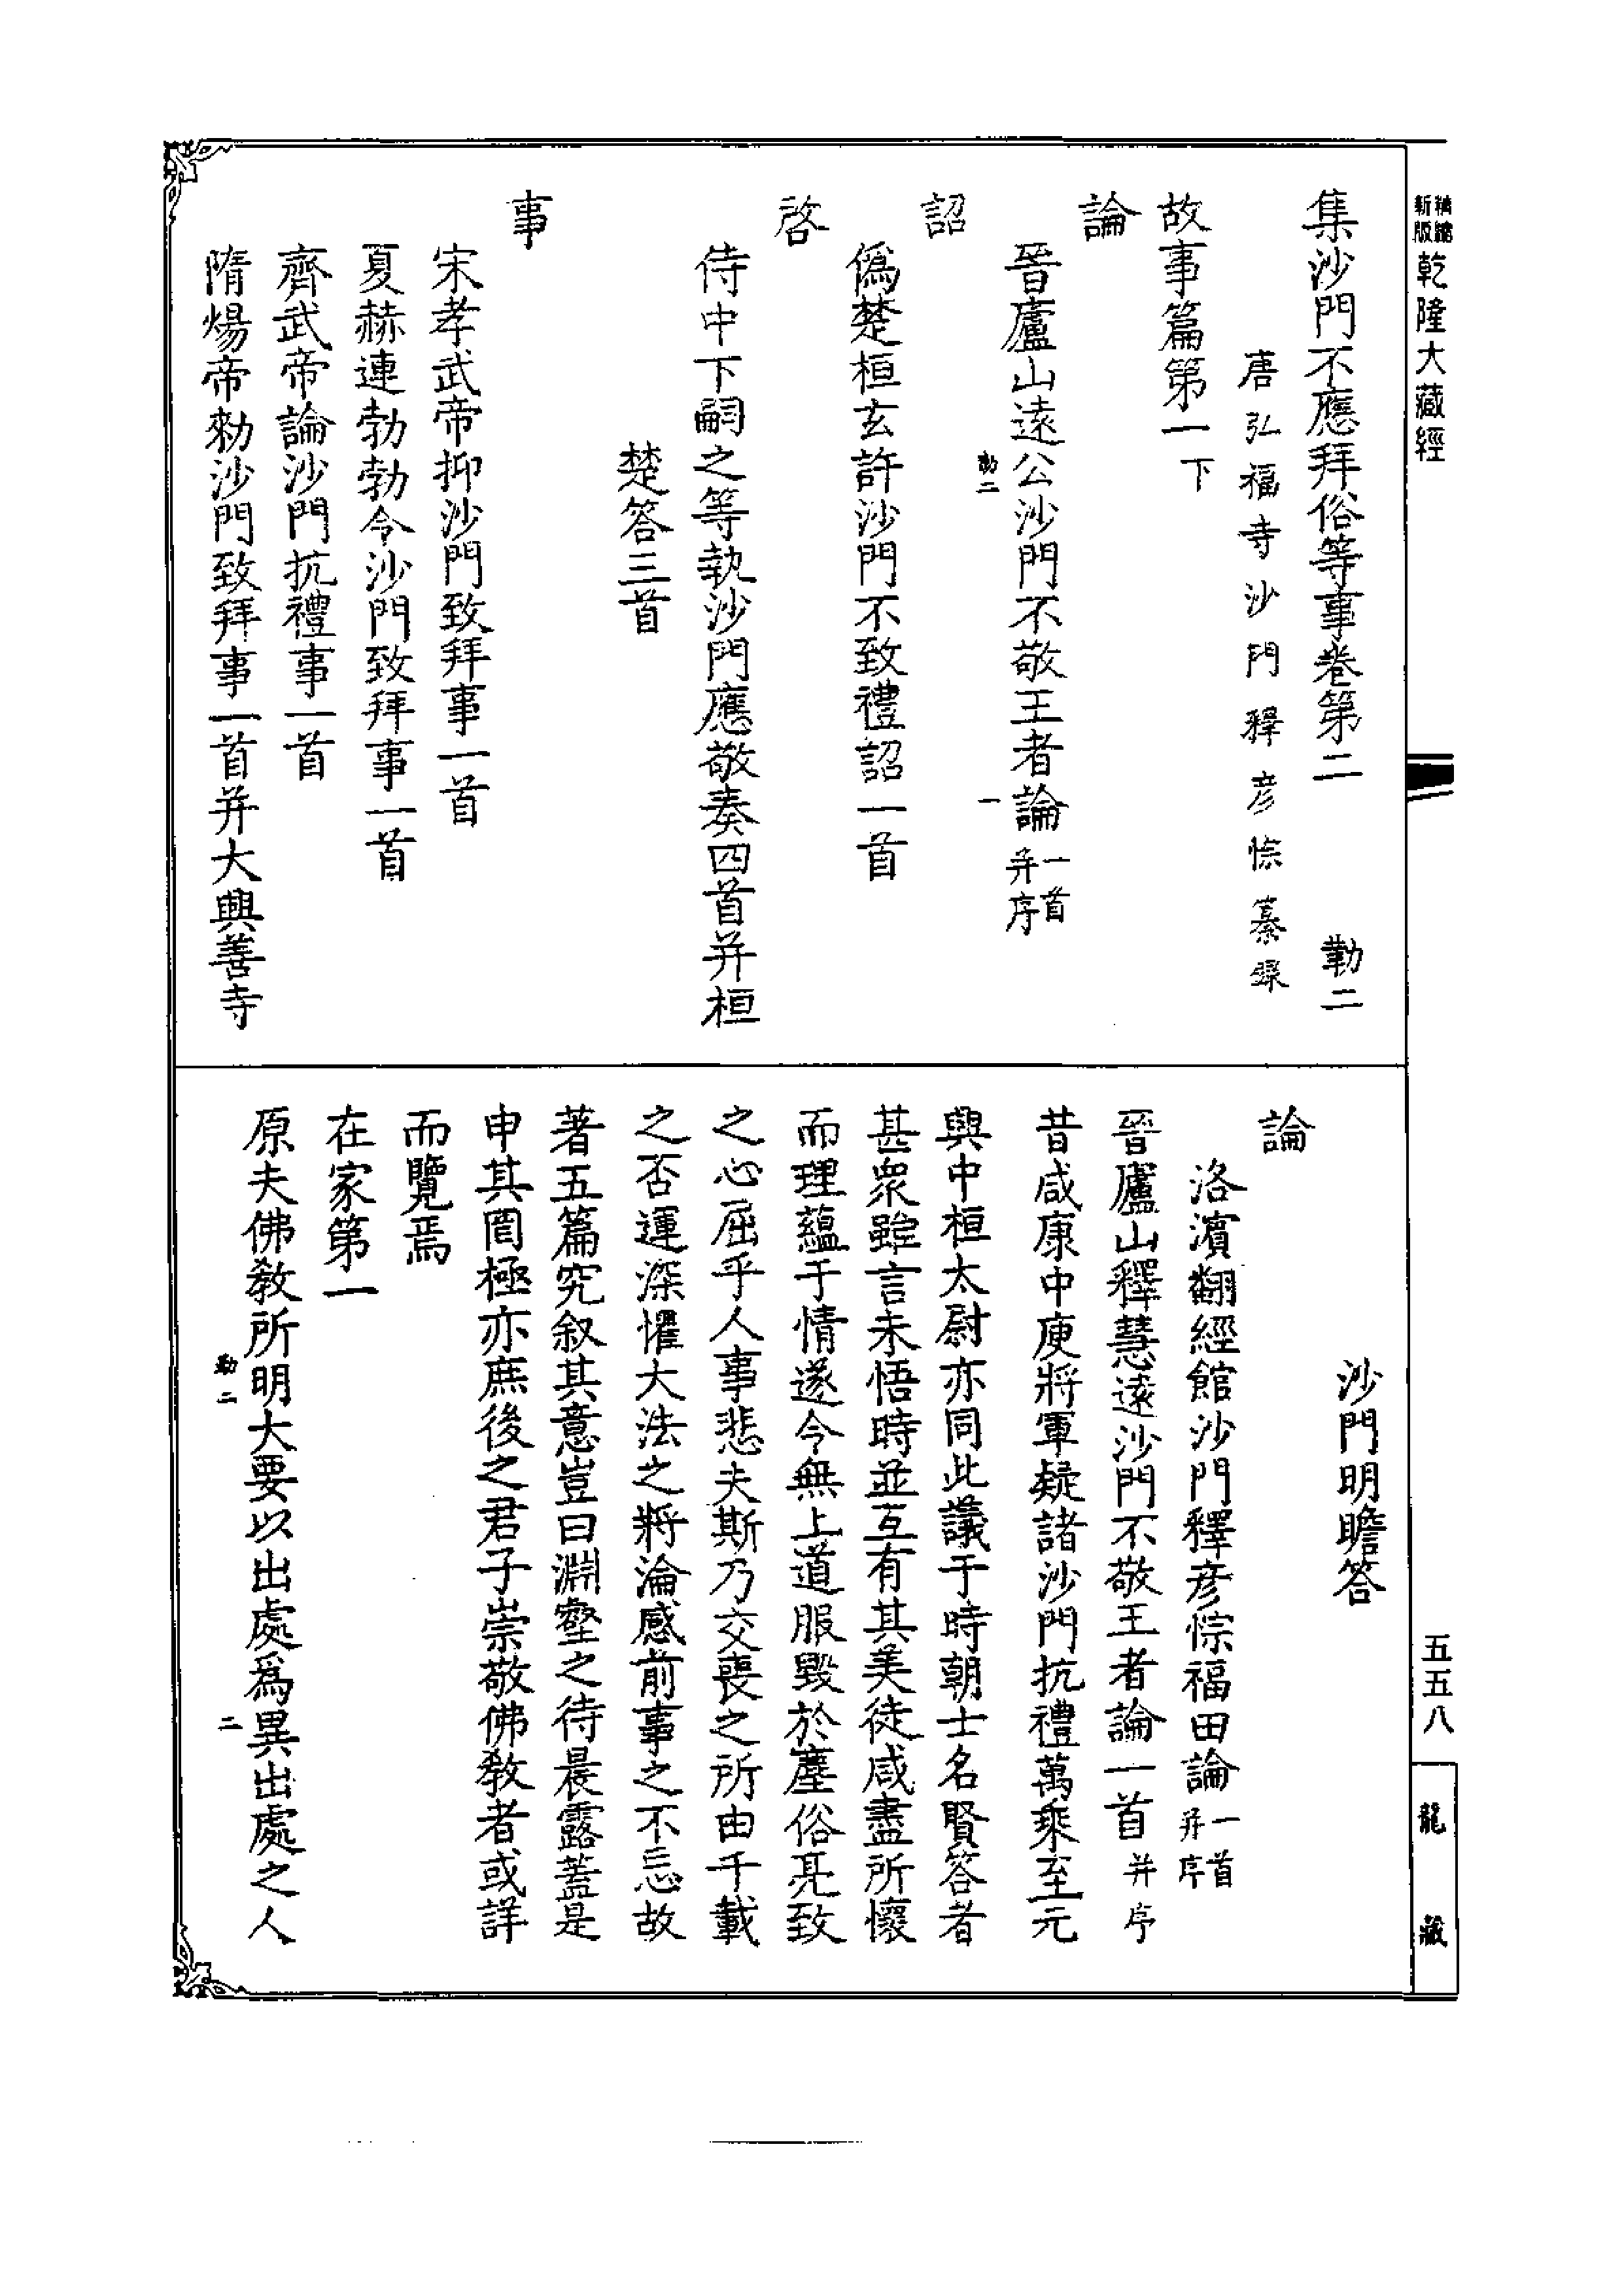 精縮
新版
乾隆大藏經
集沙門不應拜俗等事卷第二 勒二
唐弘福寺沙門釋彥悰纂錄
故事篇第一下
論
晉廬山遠公沙門不敬王者論一首并序
勒二 一
詔
偽楚桓玄許沙門不致禮詔一首
啓
侍中下嗣之等執沙門應敬奏四首并桓
楚答三首
事
宋孝武帝抑沙門致拜事一首
夏赫連勃勃令沙門致拜事一首
齊武帝論沙門抗禮事一首
隋煬帝勑沙門致拜事一首并大興善寺
沙門明瞻答
論
洛濱翻經館沙門釋彥悰福田論一首并序
晉廬山釋慧遠沙門不敬王者論一首并序
昔咸康中庾將軍疑諸沙門抗禮萬乘至元
興中桓太尉亦同此議于時朝士名賢答者
甚眾雖言未悟時並互有其美徒咸盡所懷
而理蘊于情遂令無上道服毀於塵俗亮致
之心屈乎人事悲夫斯乃交喪之所由千載
之否運深懼大法之將淪感前事之不忘故
著五篇究叙其意豈曰淵壑之待晨露蓋是
申其罔極亦庶後之君子崇敬佛教者或詳
而覽焉
在家第一
原夫佛教所明大要以出處為異出處之人
勒二 二
五五八
龍藏